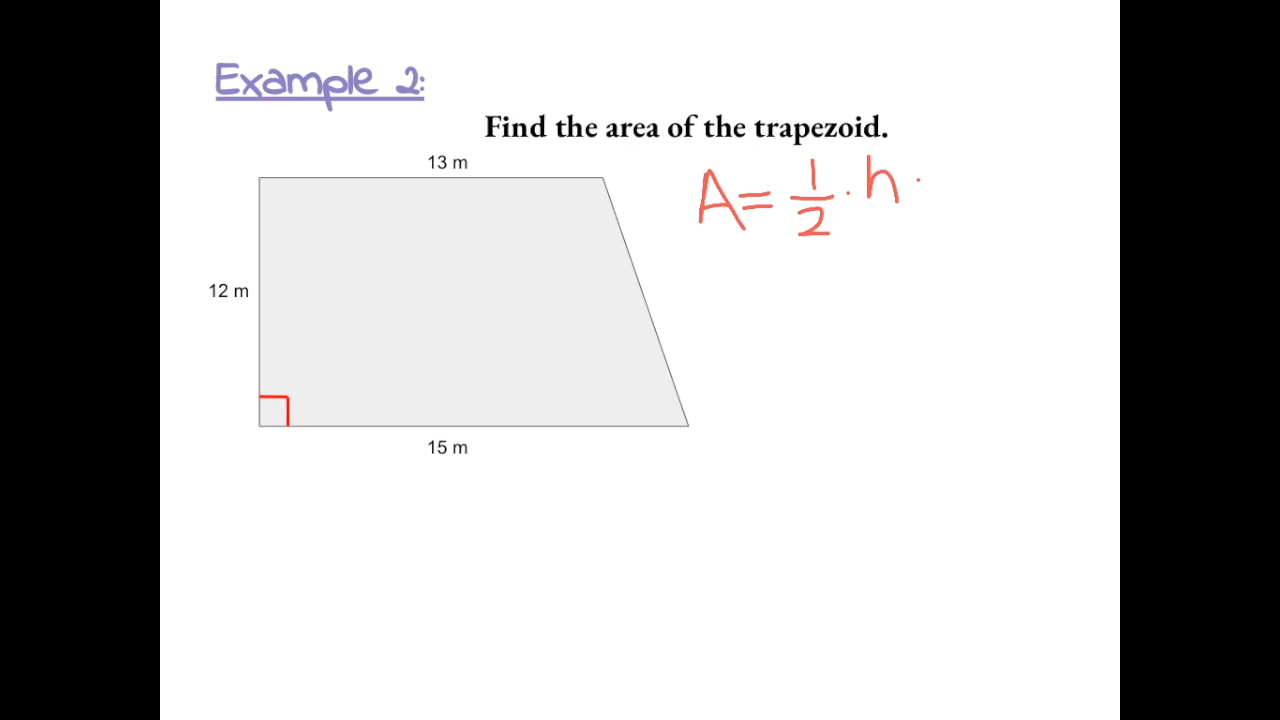 Example 2:
Find the area of the trapezoid.
13 m
A = 1/2 · h ·
12 m
15 m